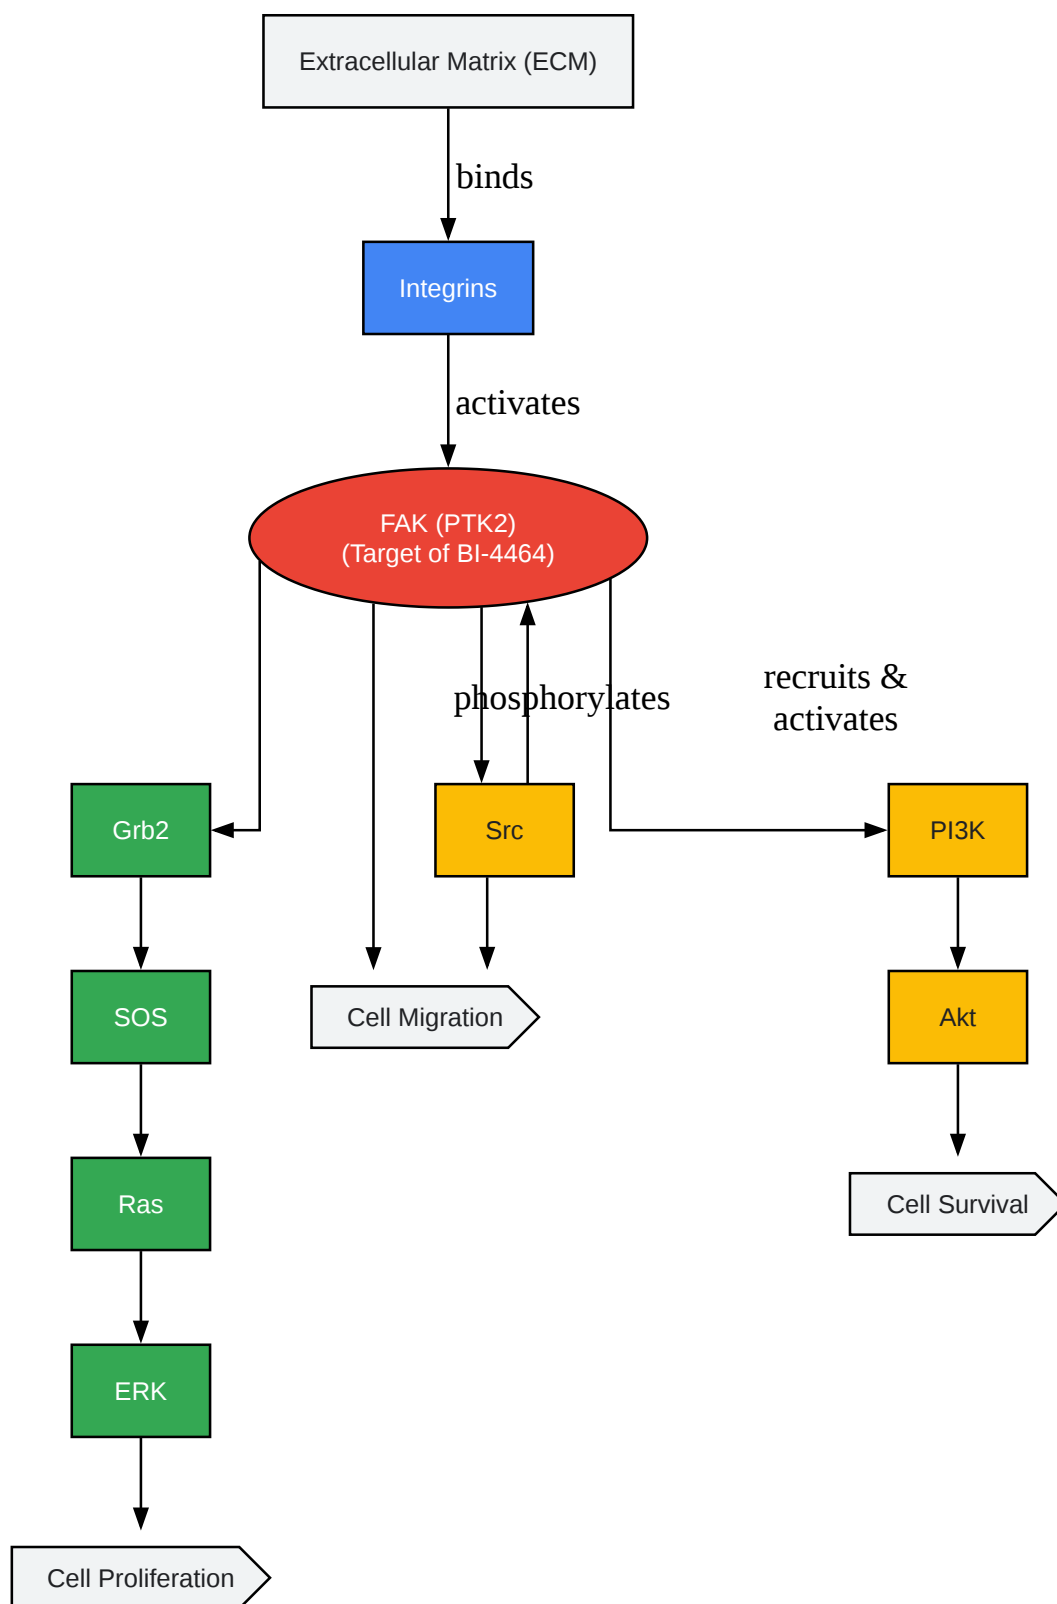 Extracellular Matrix (ECM)
binds
Integrins
activates
FAK (PTK2)
(Target of BI-4464)
phosphorylates
recruits &
activates
Grb2
Src
PI3K
SOS
Cell Migration
Akt
Ras
Cell Survival
ERK
Cell Proliferation